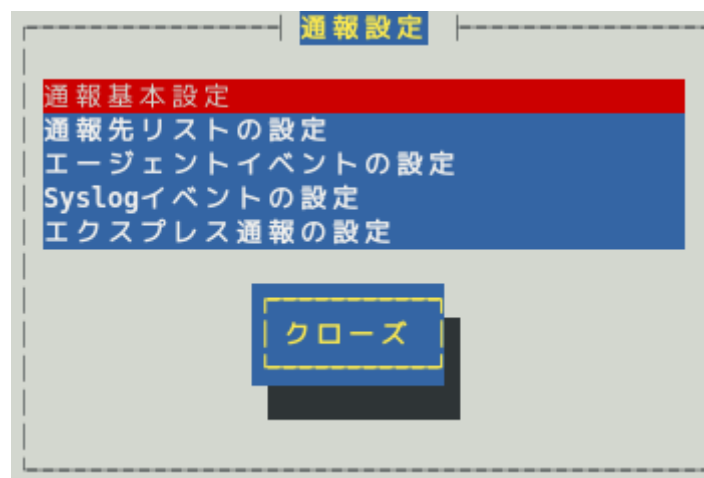 通報設定
通報基本設定
通報先リストの設定
エージェントイベントの設定
Syslogイベントの設定
エクスプレス通報の設定
クローズ